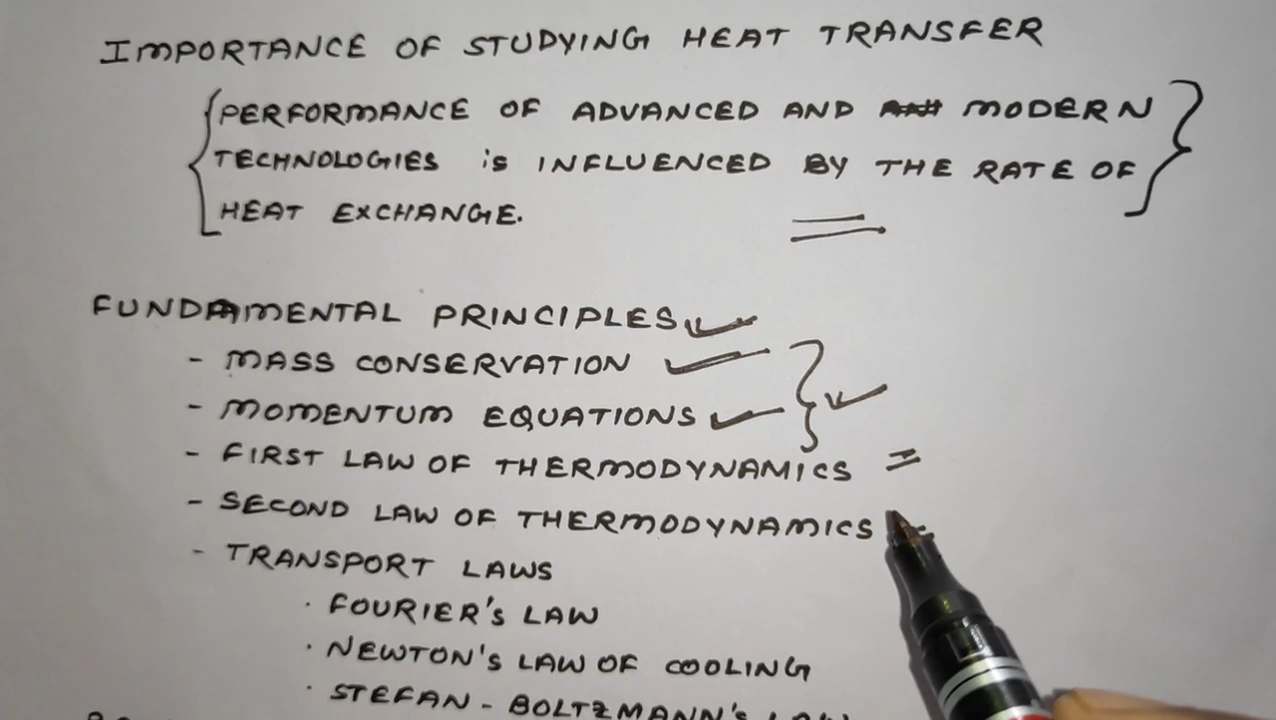 IMPORTANCE OF STUDYING HEAT TRANSFER
PERFORMANCE OF ADVANCED AND MODERN
TECHNOLOGIES is INFLUENCED BY THE RATE OF
HEAT EXCHANGE.
FUNDAMENTAL PRINCIPLES
- MASS CONSERVATION
- MOMENTUM EQUATIONS
- FIRST LAW OF THERMODYNAMICS
- SECOND LAW OF THERMODYNAMICS
- TRANSPORT LAWS
· FOURIER'S LAW
· NEWTON'S LAW OF COOLING
· STEFAN - BOLTZMANN'S LAW